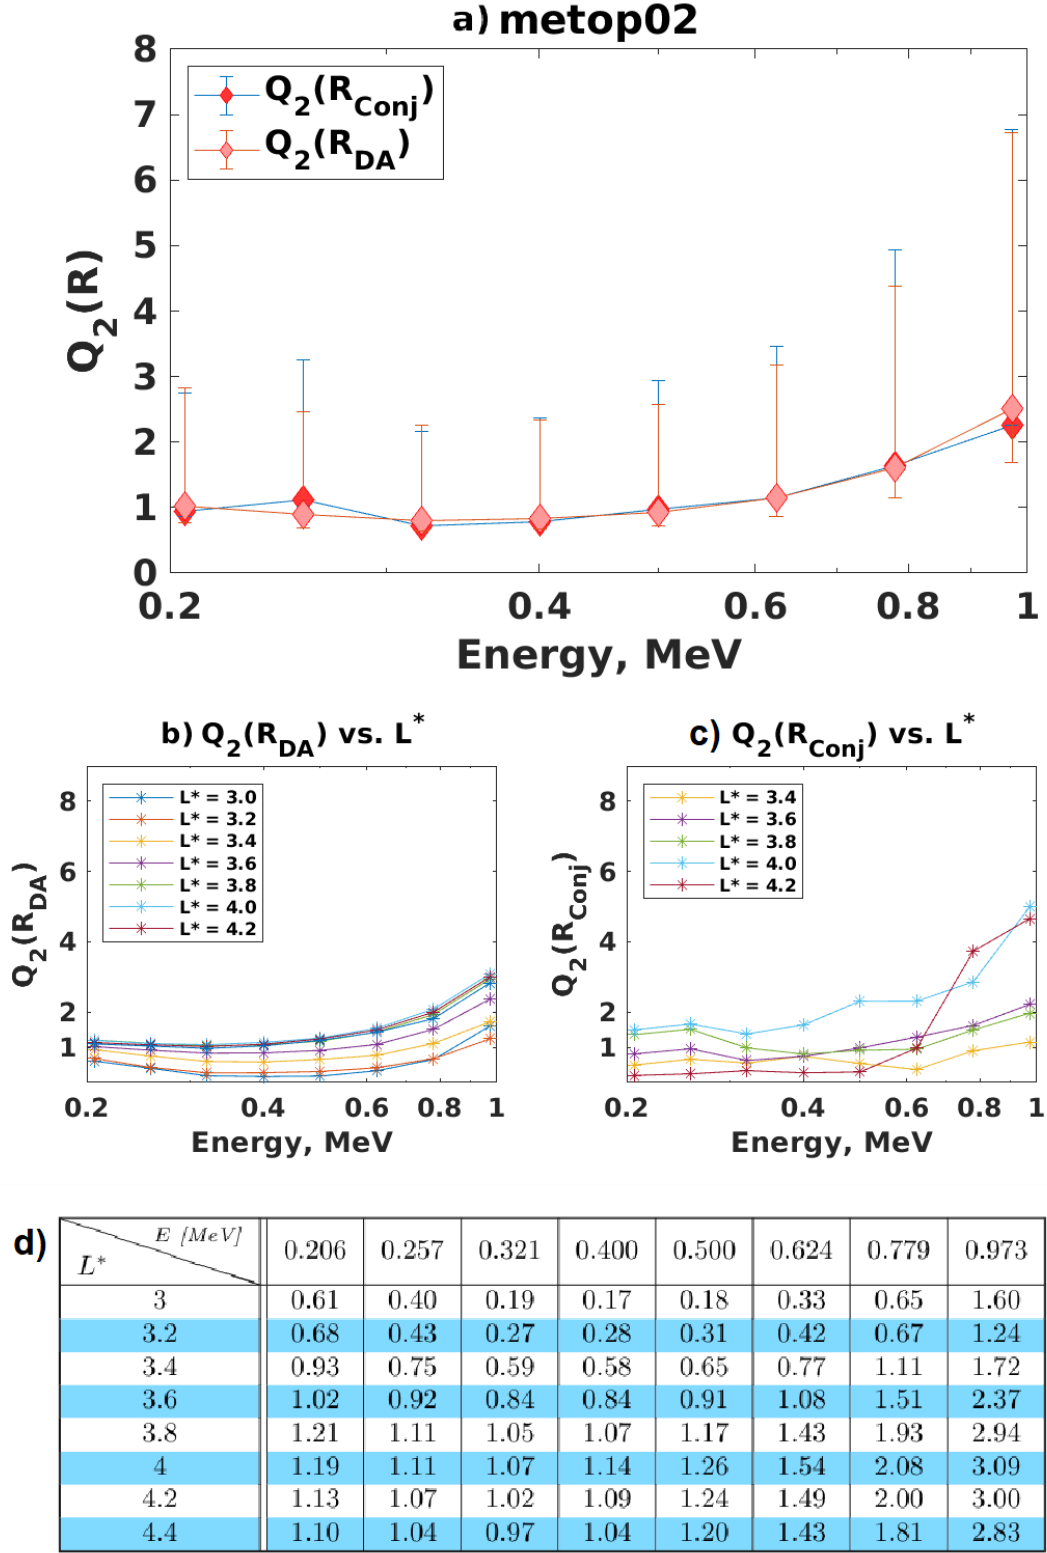 a) metop02
8
7
6
5
4
3
2
1
0
Q2(R)
Q2(RConj)
Q2(RDA)
0.2 0.4 0.6 0.8 1
Energy, MeV
b) Q2(RDA) vs. L*
8
6
4
2
1
Q2(RDA)
L* = 3.0
L* = 3.2
L* = 3.4
L* = 3.6
L* = 3.8
L* = 4.0
L* = 4.2
0.2 0.4 0.6 0.8 1
Energy, MeV
c) Q2(RConj) vs. L*
8
6
4
2
1
Q2(RConj)
L* = 3.4
L* = 3.6
L* = 3.8
L* = 4.0
L* = 4.2
0.2 0.4 0.6 0.8 1
Energy, MeV
d)
E [MeV] L* 0.206 0.257 0.321 0.400 0.500 0.624 0.779 0.973
3 0.61 0.40 0.19 0.17 0.18 0.33 0.65 1.60
3.2 0.68 0.43 0.27 0.28 0.31 0.42 0.67 1.24
3.4 0.93 0.75 0.59 0.58 0.65 0.77 1.11 1.72
3.6 1.02 0.92 0.84 0.84 0.91 1.08 1.51 2.37
3.8 1.21 1.11 1.05 1.07 1.17 1.43 1.93 2.94
4 1.19 1.11 1.07 1.14 1.26 1.54 2.08 3.09
4.2 1.13 1.07 1.02 1.09 1.24 1.49 2.00 3.00
4.4 1.10 1.04 0.97 1.04 1.20 1.43 1.81 2.83